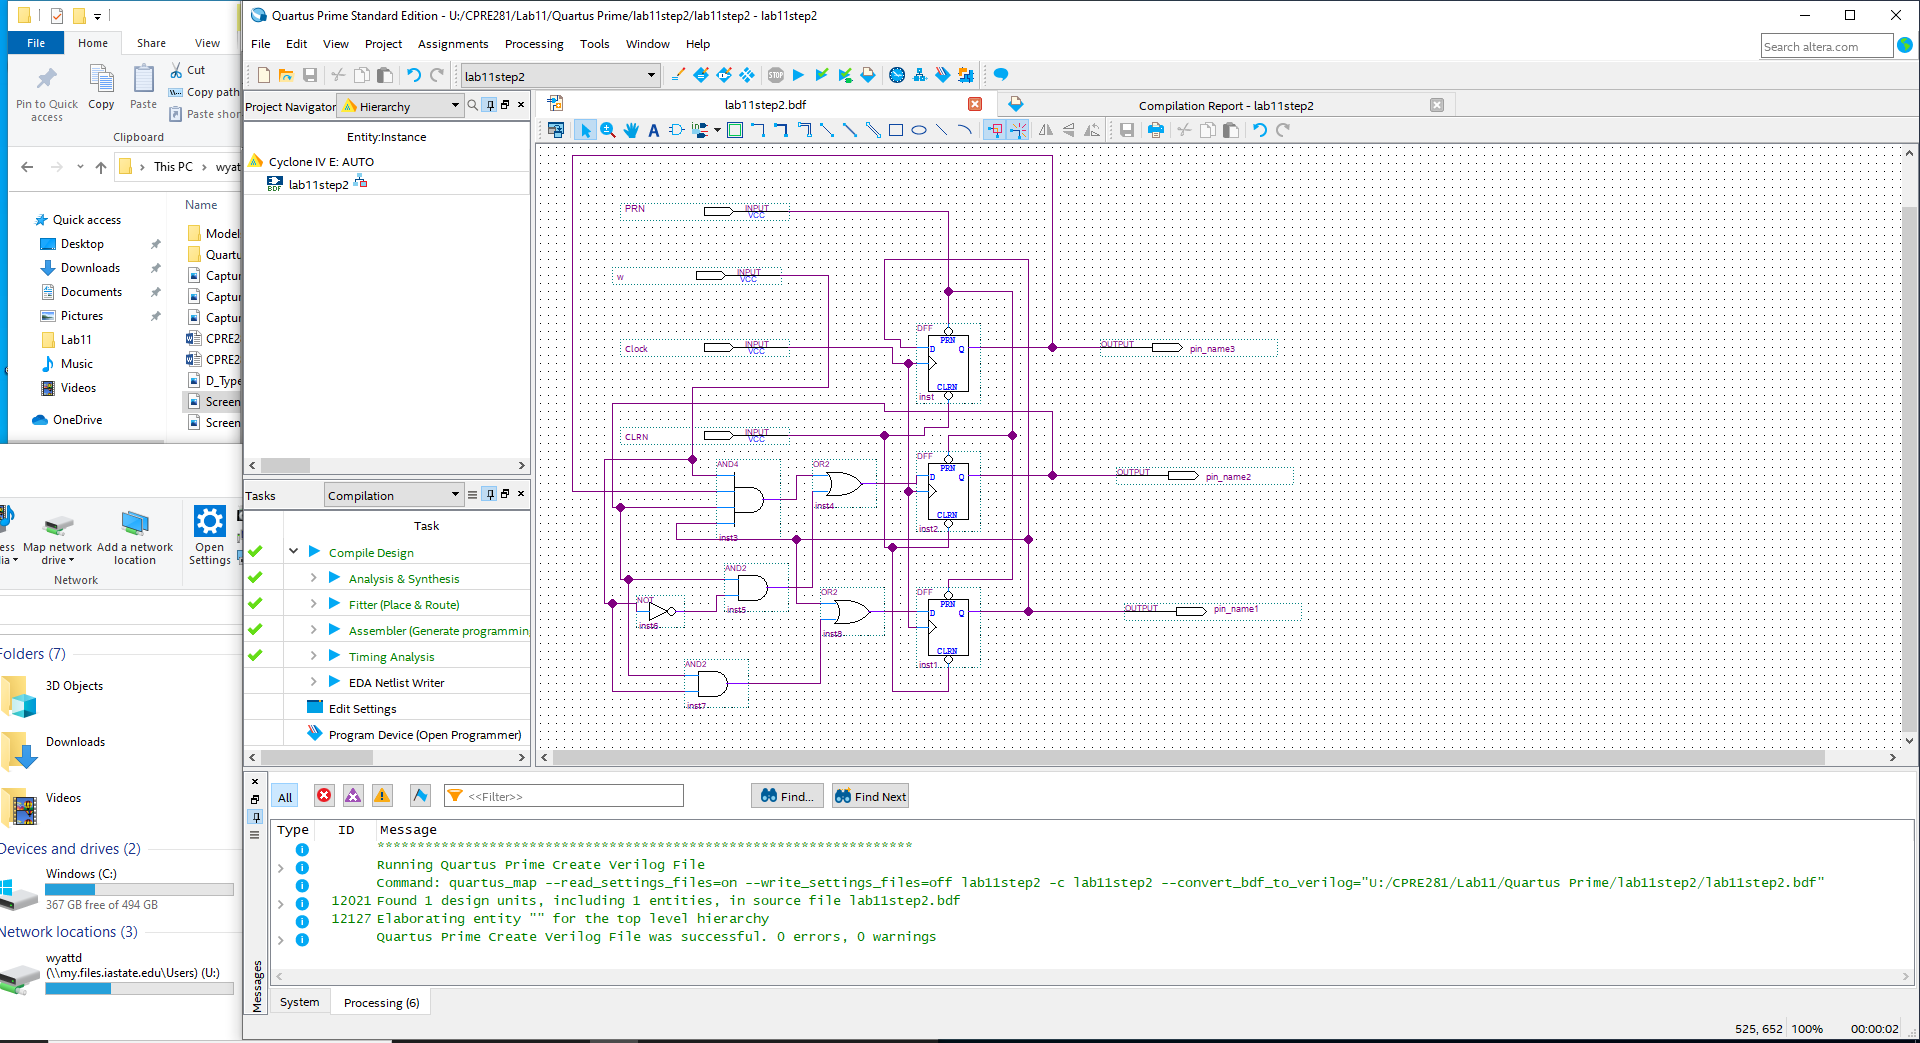 Quartus Prime Standard Edition - U:/CPRE281/Lab11/Quartus Prime/lab11step2/lab11step2 - lab11step2
File Edit View Project Assignments Processing Tools Window Help
Search altera.com
lab11step2
File Home Share View
Pin to Quick access
Copy
Paste
Cut
Copy path
Paste shor
Clipboard
This PC > wyat
Name
Quick access
Desktop
Downloads
Documents
Pictures
Lab11
Music
Videos
OneDrive
Model
Quartu
Captur
Captur
Captur
CPRE2
CPRE2
D_Type
Screen
Screen
Map network drive
Add a network location
Open Settings
Network
Folders (7)
3D Objects
Downloads
Videos
Devices and drives (2)
Windows (C:)
367 GB free of 494 GB
Network locations (3)
wyattd
(\\my.files.iastate.edu\Users) (U:)
Project Navigator
Hierarchy
Entity:Instance
Cyclone IV E: AUTO
lab11step2
Tasks
Compilation
Task
Compile Design
Analysis & Synthesis
Fitter (Place & Route)
Assembler (Generate programmin
Timing Analysis
EDA Netlist Writer
Edit Settings
Program Device (Open Programmer)
lab11step2.bdf
Compilation Report - lab11step2
PRN INPUT VCC
w INPUT VCC
Clock INPUT VCC
CLRN INPUT VCC
DFF
PRN
D Q
CLRN
inst
OUTPUT pin_name3
AND4
inst3
OR2
inst4
DFF
PRN
D Q
CLRN
inst2
OUTPUT pin_name2
AND2
inst5
NOT
inst6
OR2
inst8
DFF
PRN
D Q
CLRN
inst1
OUTPUT pin_name1
AND2
inst7
All
<<Filter>>
Find...
Find Next
Type ID Message
*******************************************************************
Running Quartus Prime Create Verilog File
Command: quartus_map --read_settings_files=on --write_settings_files=off lab11step2 -c lab11step2 --convert_bdf_to_verilog="U:/CPRE281/Lab11/Quartus Prime/lab11step2/lab11step2.bdf"
12021 Found 1 design units, including 1 entities, in source file lab11step2.bdf
12127 Elaborating entity "" for the top level hierarchy
Quartus Prime Create Verilog File was successful. 0 errors, 0 warnings
Messages
System
Processing (6)
525, 652 100% 00:00:02